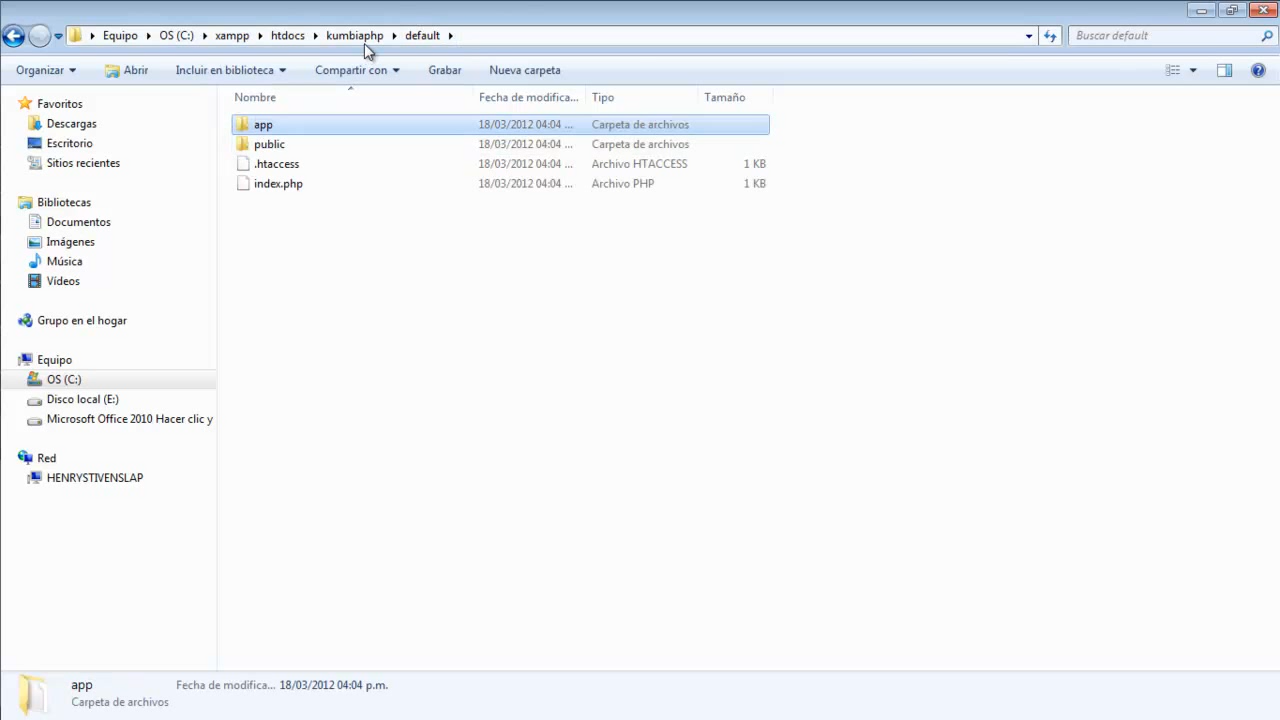 Equipo OS (C:) xampp htdocs kumbiaphp default
Buscar default
Organizar Abrir Incluir en biblioteca Compartir con Grabar Nueva carpeta
Nombre Fecha de modifica... Tipo Tamaño
app 18/03/2012 04:04 ... Carpeta de archivos
public 18/03/2012 04:04 ... Carpeta de archivos
.htaccess 18/03/2012 04:04 ... Archivo HTACCESS 1 KB
index.php 18/03/2012 04:04 ... Archivo PHP 1 KB
Favoritos
Descargas
Escritorio
Sitios recientes
Bibliotecas
Documentos
Imágenes
Música
Vídeos
Grupo en el hogar
Equipo
OS (C:)
Disco local (E:)
Microsoft Office 2010 Hacer clic y
Red
HENRYSTIVENSLAP
app Fecha de modifica... 18/03/2012 04:04 p.m.
Carpeta de archivos